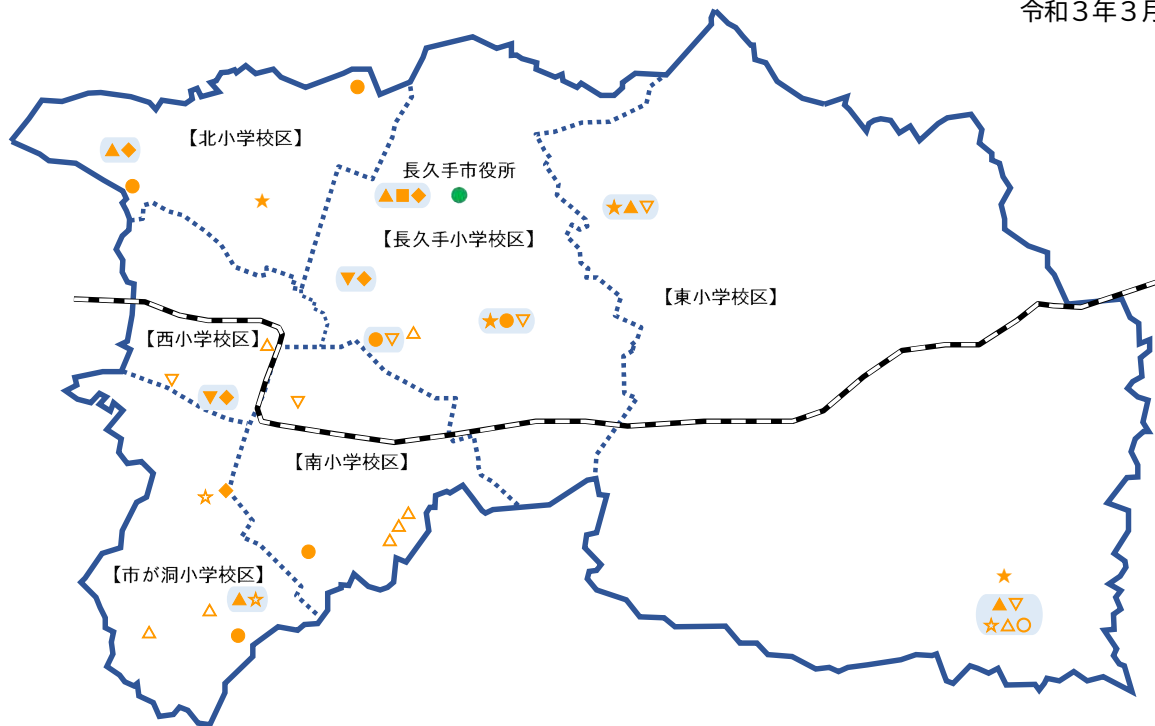 令和３年３月
【北小学校区】
長久手市役所
【長久手小学校区】
【東小学校区】
【西小学校区】
【南小学校区】
【市が洞小学校区】